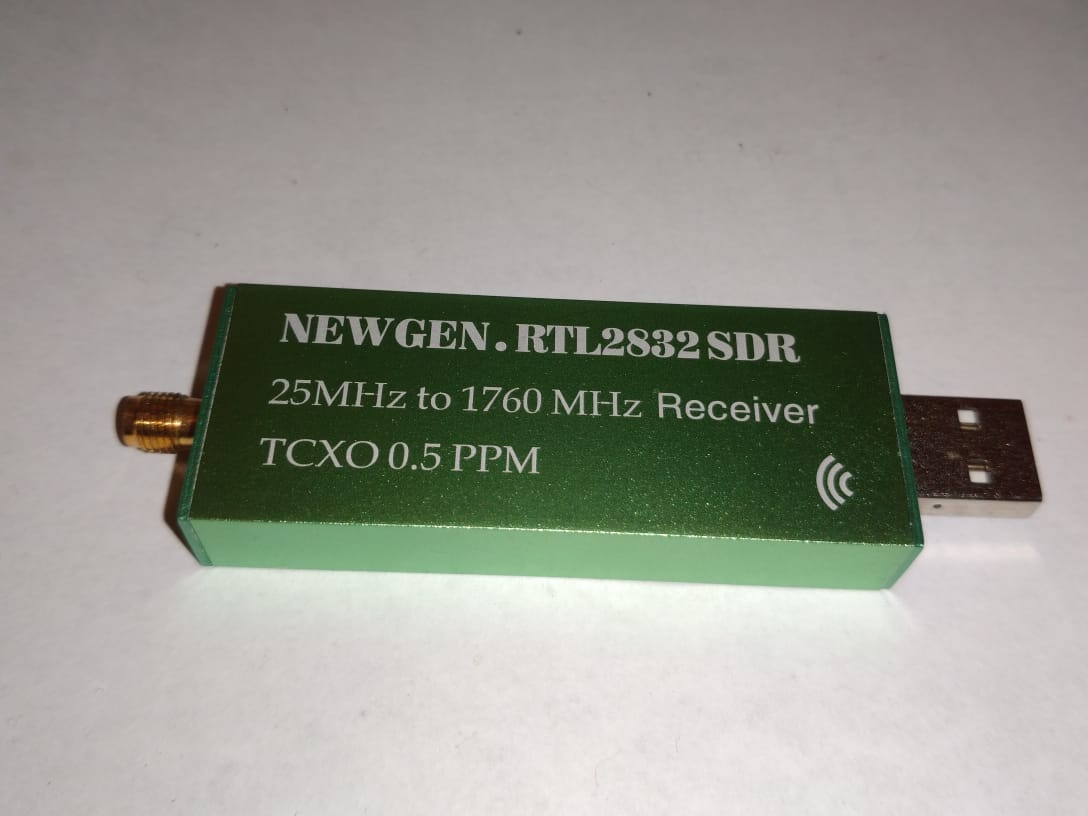 NEWGEN. RTL2832 SDR
25MHz to 1760 MHz Receiver
TCXO 0.5 PPM